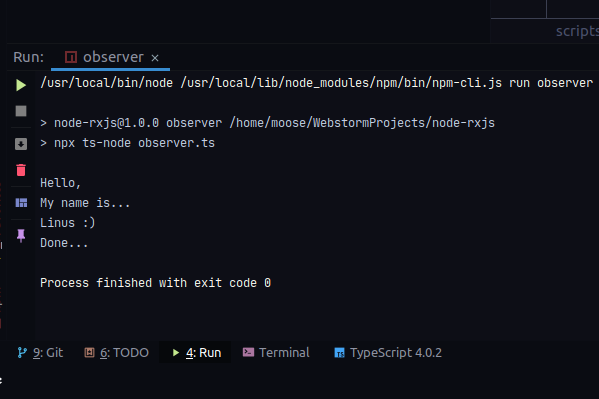 scripts
Run: observer ×
/usr/local/bin/node /usr/local/lib/node_modules/npm/bin/npm-cli.js run observer
> node-rxjs@1.0.0 observer /home/moose/WebstormProjects/node-rxjs
> npx ts-node observer.ts
Hello,
My name is...
Linus :)
Done...
Process finished with exit code 0
9: Git 6: TODO 4: Run Terminal TS TypeScript 4.0.2